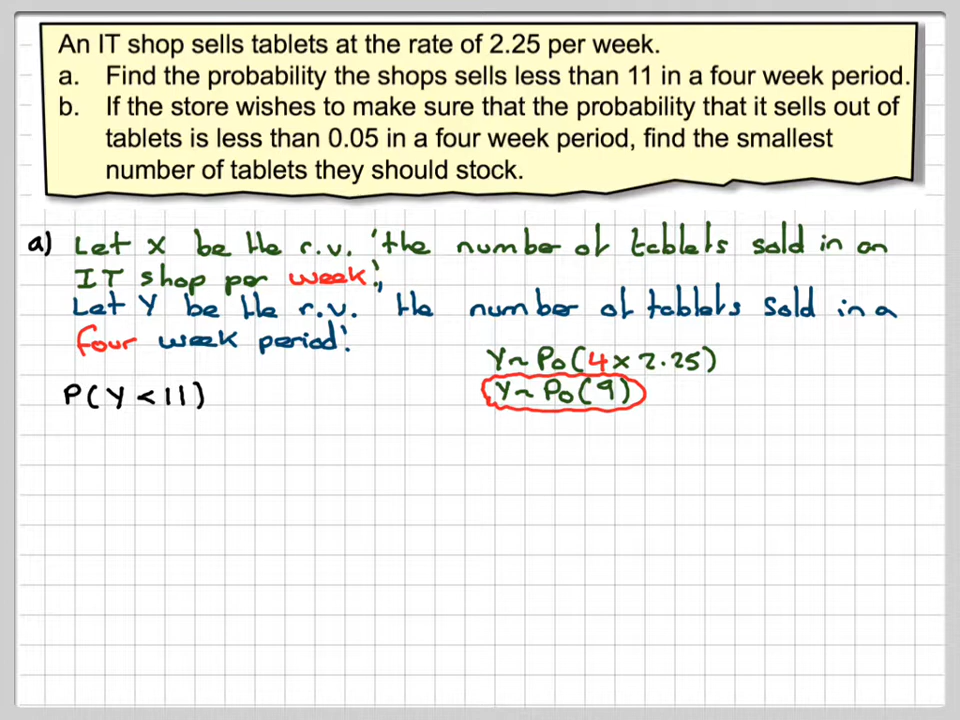 An IT shop sells tablets at the rate of 2.25 per week.
a. Find the probability the shops sells less than 11 in a four week period.
b. If the store wishes to make sure that the probability that it sells out of
tablets is less than 0.05 in a four week period, find the smallest
number of tablets they should stock.
a) Let X be the r.v. 'the number of tablets sold in an
IT shop per week'.
Let Y be the r.v. 'the number of tablets sold in a
four week period'.
Y~ Po(4 x 2.25)
P(Y < 11)
Y~ Po(9)